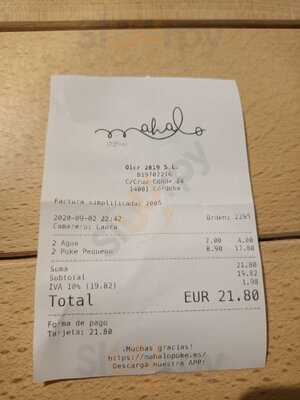 mahalo
Olcr 2019 S.L.
B19702216
C/Cruz Conde 24
14001 Córdoba
Factura simplificada: 2005
2020-09-02 22:42
Orden: 2265
Camarero: Laura
2 Agua 2.00 4.00
2 Poke Pequeño 8.90 17.80
Suma 21.80
Subtotal 19.82
IVA 10% (19.82) 1.98
Total EUR 21.80
Forma de pago
Tarjeta: 21.80
¡Muchas gracias!
https://mahalopoke.es/
Descarga nuestra APP: